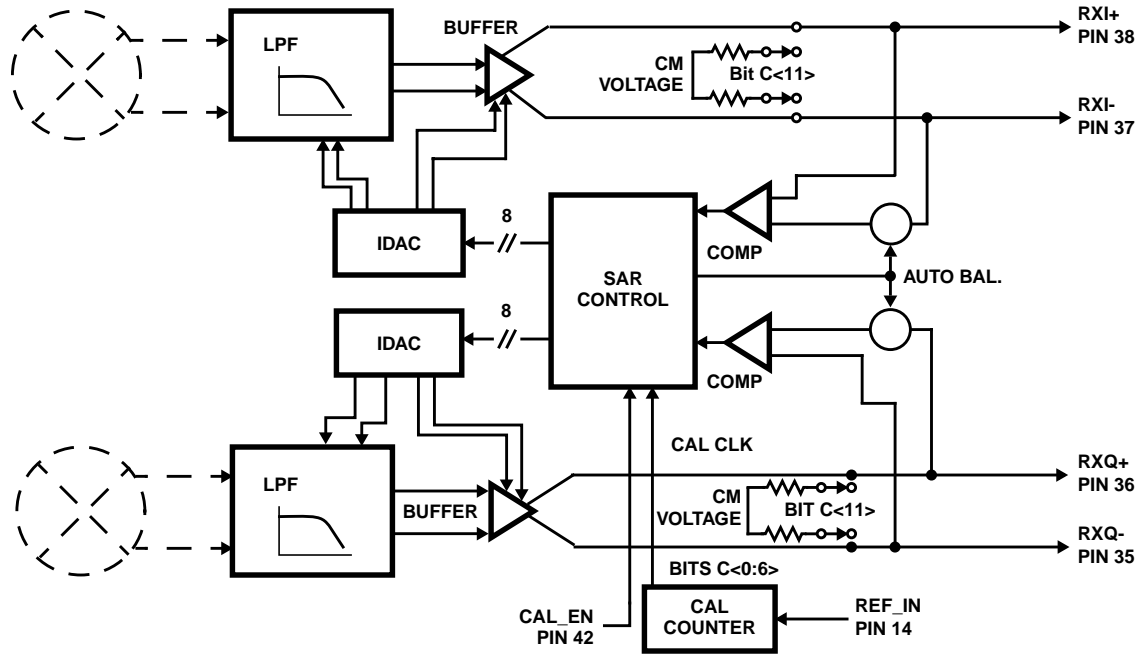 LPF
BUFFER
CM
VOLTAGE
Bit C<11>
RXI+
PIN 38
RXI-
PIN 37
IDAC
8
SAR
CONTROL
COMP
AUTO BAL.
IDAC
8
COMP
CAL CLK
LPF
BUFFER
CM
VOLTAGE
BIT C<11>
RXQ+
PIN 36
RXQ-
PIN 35
BITS C<0:6>
CAL_EN
PIN 42
CAL
COUNTER
REF_IN
PIN 14